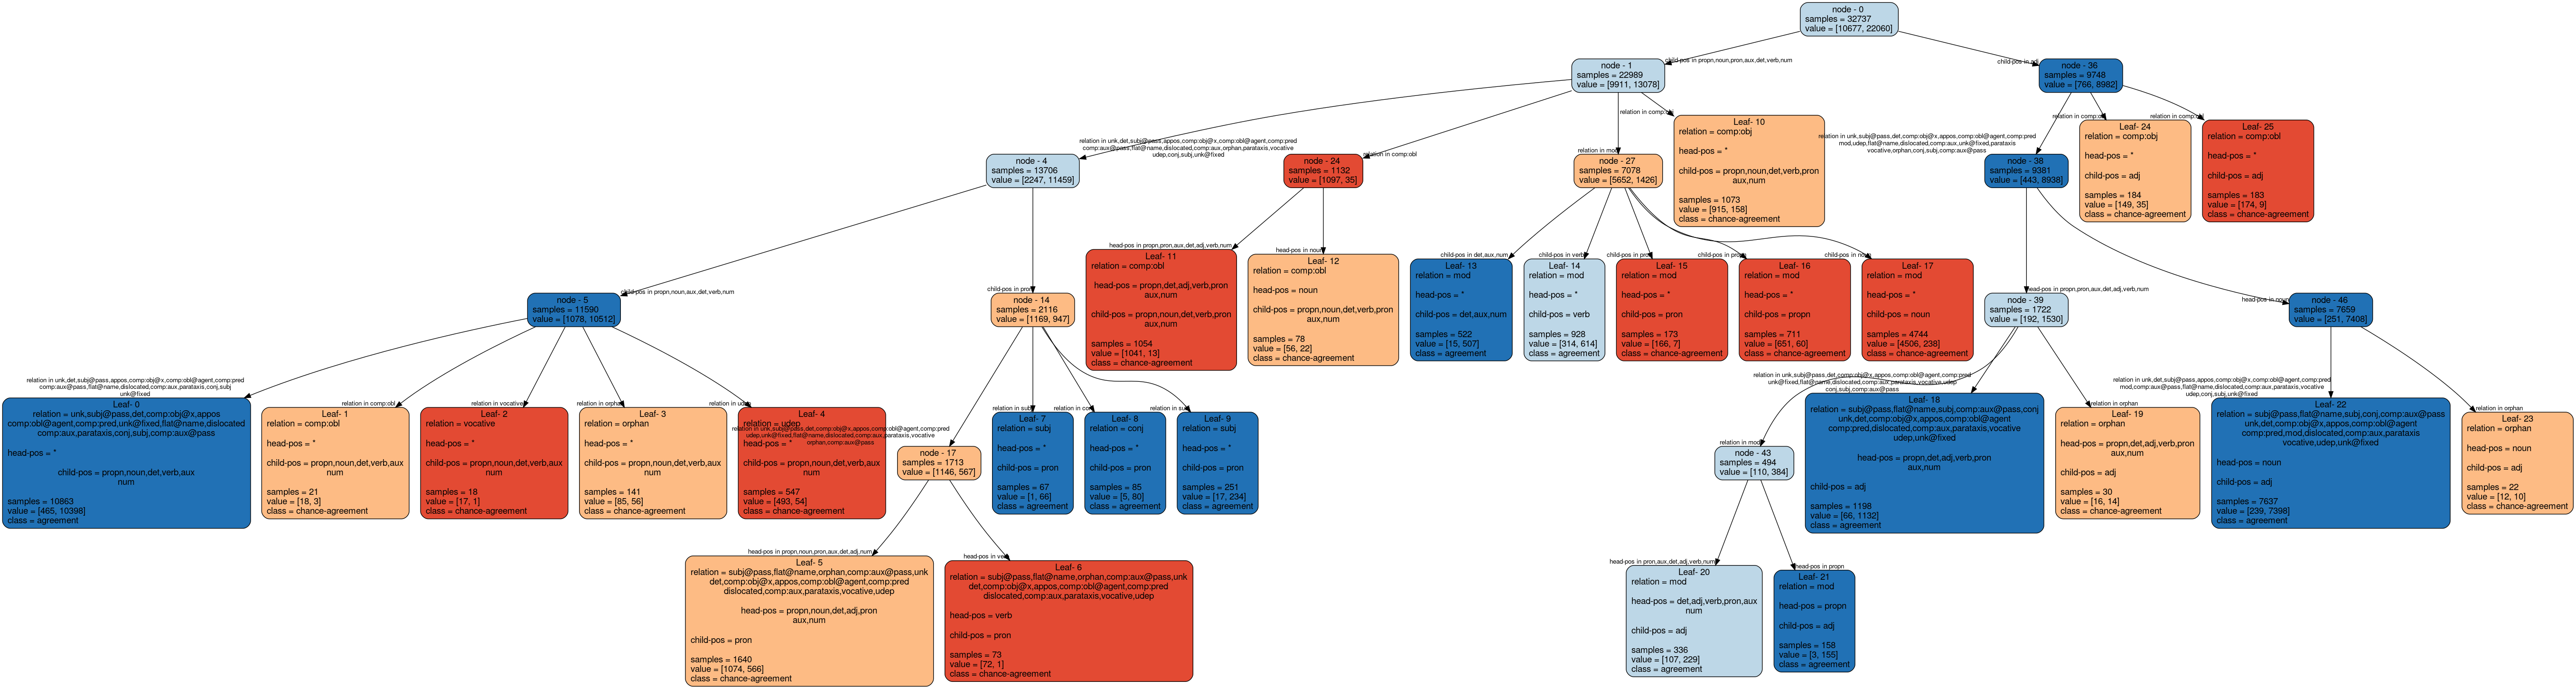 node - 0
samples = 32737
value = [10677, 22060]
child-pos in propn,noun,pron,aux,det,verb,num
node - 1
samples = 22989
value = [9911, 13078]
child-pos in adj
node - 36
samples = 9748
value = [766, 8982]
relation in unk,det,subj@pass,appos,comp:obj@x,comp:obl@agent,comp:pred
comp:aux@pass,flat@name,dislocated,comp:aux,orphan,parataxis,vocative
udep,conj,subj,unk@fixed
node - 4
samples = 13706
value = [2247, 11459]
relation in comp:obl
node - 24
samples = 1132
value = [1097, 35]
relation in mod
node - 27
samples = 7078
value = [5652, 1426]
relation in comp:obj
Leaf- 10
relation = comp:obj
head-pos = *
child-pos = propn,noun,det,verb,pron
aux,num
samples = 1073
value = [915, 158]
class = chance-agreement
relation in unk,subj@pass,det,comp:obj@x,appos,comp:obl@agent,comp:pred
mod,udep,flat@name,dislocated,comp:aux,unk@fixed,parataxis
vocative,orphan,conj,subj,comp:aux@pass
node - 38
samples = 9381
value = [443, 8938]
relation in comp:obj
Leaf- 24
relation = comp:obj
head-pos = *
child-pos = adj
samples = 184
value = [149, 35]
class = chance-agreement
relation in comp:obl
Leaf- 25
relation = comp:obl
head-pos = *
child-pos = adj
samples = 183
value = [174, 9]
class = chance-agreement
child-pos in propn,noun,aux,det,verb,num
node - 5
samples = 11590
value = [1078, 10512]
child-pos in pron
node - 14
samples = 2116
value = [1169, 947]
head-pos in propn,pron,aux,det,adj,verb,num
Leaf- 11
relation = comp:obl
head-pos = propn,det,adj,verb,pron
aux,num
child-pos = propn,noun,det,verb,pron
aux,num
samples = 1054
value = [1041, 13]
class = chance-agreement
head-pos in noun
Leaf- 12
relation = comp:obl
head-pos = noun
child-pos = propn,noun,det,verb,pron
aux,num
samples = 78
value = [56, 22]
class = chance-agreement
child-pos in det,aux,num
Leaf- 13
relation = mod
head-pos = *
child-pos = det,aux,num
samples = 522
value = [15, 507]
class = agreement
child-pos in verb
Leaf- 14
relation = mod
head-pos = *
child-pos = verb
samples = 928
value = [314, 614]
class = agreement
child-pos in pron
Leaf- 15
relation = mod
head-pos = *
child-pos = pron
samples = 173
value = [166, 7]
class = chance-agreement
child-pos in propn
Leaf- 16
relation = mod
head-pos = *
child-pos = propn
samples = 711
value = [651, 60]
class = chance-agreement
child-pos in noun
Leaf- 17
relation = mod
head-pos = *
child-pos = noun
samples = 4744
value = [4506, 238]
class = chance-agreement
head-pos in propn,pron,aux,det,adj,verb,num
node - 39
samples = 1722
value = [192, 1530]
head-pos in noun
node - 46
samples = 7659
value = [251, 7408]
relation in unk,det,subj@pass,appos,comp:obj@x,comp:obl@agent,comp:pred
comp:aux@pass,flat@name,dislocated,comp:aux,parataxis,conj,subj
unk@fixed
Leaf- 0
relation = unk,subj@pass,det,comp:obj@x,appos
comp:obl@agent,comp:pred,unk@fixed,flat@name,dislocated
comp:aux,parataxis,conj,subj,comp:aux@pass
head-pos = *
child-pos = propn,noun,det,verb,aux
num
samples = 10863
value = [465, 10398]
class = agreement
relation in comp:obl
Leaf- 1
relation = comp:obl
head-pos = *
child-pos = propn,noun,det,verb,aux
num
samples = 21
value = [18, 3]
class = chance-agreement
relation in vocative
Leaf- 2
relation = vocative
head-pos = *
child-pos = propn,noun,det,verb,aux
num
samples = 18
value = [17, 1]
class = chance-agreement
relation in orphan
Leaf- 3
relation = orphan
head-pos = *
child-pos = propn,noun,det,verb,aux
num
samples = 141
value = [85, 56]
class = chance-agreement
relation in udep
Leaf- 4
relation = udep
head-pos = *
child-pos = propn,noun,det,verb,aux
num
samples = 547
value = [493, 54]
class = chance-agreement
relation in unk,subj@pass,det,comp:obj@x,appos,comp:obl@agent,comp:pred
udep,unk@fixed,flat@name,dislocated,comp:aux,parataxis,vocative
orphan,comp:aux@pass
node - 17
samples = 1713
value = [1146, 567]
relation in subj
Leaf- 7
relation = subj
head-pos = *
child-pos = pron
samples = 67
value = [1, 66]
class = agreement
relation in conj
Leaf- 8
relation = conj
head-pos = *
child-pos = pron
samples = 85
value = [5, 80]
class = agreement
relation in subj
Leaf- 9
relation = subj
head-pos = *
child-pos = pron
samples = 251
value = [17, 234]
class = agreement
relation in mod
node - 43
samples = 494
value = [110, 384]
relation in unk,subj@pass,det,comp:obj@x,appos,comp:obl@agent,comp:pred
unk@fixed,flat@name,dislocated,comp:aux,parataxis,vocative,udep
conj,subj,comp:aux@pass
Leaf- 18
relation = subj@pass,flat@name,subj,comp:aux@pass,conj
unk,det,comp:obj@x,appos,comp:obl@agent
comp:pred,dislocated,comp:aux,parataxis,vocative
udep,unk@fixed
head-pos = propn,det,adj,verb,pron
aux,num
child-pos = adj
samples = 1198
value = [66, 1132]
class = agreement
relation in orphan
Leaf- 19
relation = orphan
head-pos = propn,det,adj,verb,pron
aux,num
child-pos = adj
samples = 30
value = [16, 14]
class = chance-agreement
relation in unk,det,subj@pass,appos,comp:obj@x,comp:obl@agent,comp:pred
mod,comp:aux@pass,flat@name,dislocated,comp:aux,parataxis,vocative
udep,conj,subj,unk@fixed
Leaf- 22
relation = subj@pass,flat@name,subj,conj,comp:aux@pass
unk,det,comp:obj@x,appos,comp:obl@agent
comp:pred,mod,dislocated,comp:aux,parataxis
vocative,udep,unk@fixed
head-pos = noun
child-pos = adj
samples = 7637
value = [239, 7398]
class = agreement
relation in orphan
Leaf- 23
relation = orphan
head-pos = noun
child-pos = adj
samples = 22
value = [12, 10]
class = chance-agreement
head-pos in propn,noun,pron,aux,det,adj,num
Leaf- 5
relation = subj@pass,flat@name,orphan,comp:aux@pass,unk
det,comp:obj@x,appos,comp:obl@agent,comp:pred
dislocated,comp:aux,parataxis,vocative,udep
head-pos = propn,noun,det,adj,pron
aux,num
child-pos = pron
samples = 1640
value = [1074, 566]
class = chance-agreement
head-pos in verb
Leaf- 6
relation = subj@pass,flat@name,orphan,comp:aux@pass,unk
det,comp:obj@x,appos,comp:obl@agent,comp:pred
dislocated,comp:aux,parataxis,vocative,udep
head-pos = verb
child-pos = pron
samples = 73
value = [72, 1]
class = chance-agreement
head-pos in pron,aux,det,adj,verb,num
Leaf- 20
relation = mod
head-pos = det,adj,verb,pron,aux
num
child-pos = adj
samples = 336
value = [107, 229]
class = agreement
head-pos in propn
Leaf- 21
relation = mod
head-pos = propn
child-pos = adj
samples = 158
value = [3, 155]
class = agreement